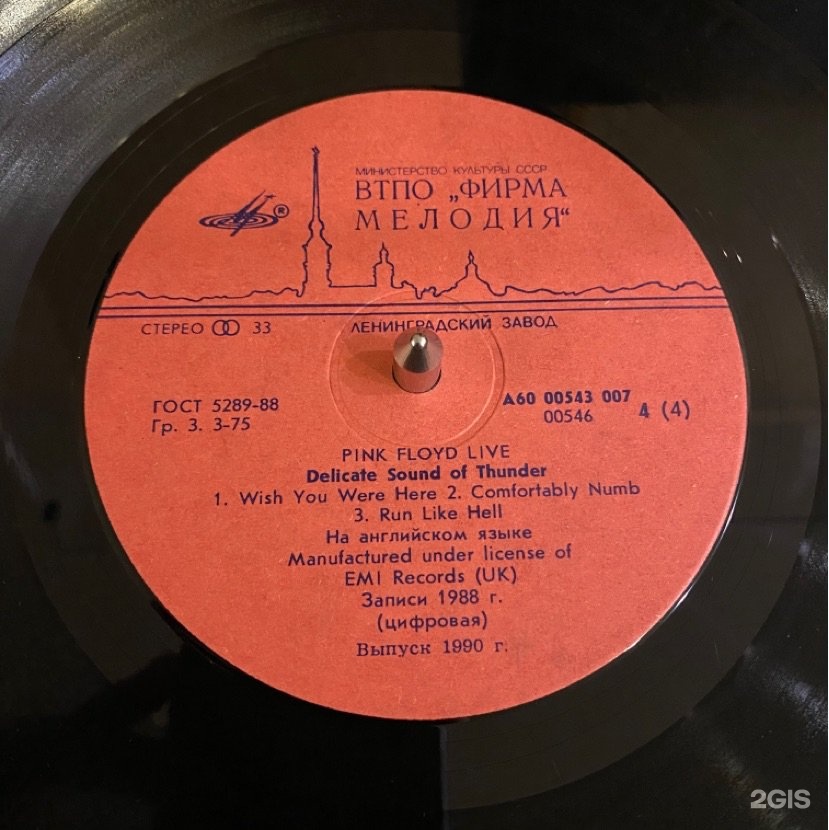 МИНИСТЕРСТВО КУЛЬТУРЫ СССР
ВТПО „ФИРМА
МЕЛОДИЯ“
®
СТЕРЕО 33
ЛЕНИНГРАДСКИЙ ЗАВОД
ГОСТ 5289-88
Гр. 3. 3-75
А60 00543 007
00546 4 (4)
PINK FLOYD LIVE
Delicate Sound of Thunder
1. Wish You Were Here 2. Comfortably Numb
3. Run Like Hell
На английском языке
Manufactured under license of
EMI Records (UK)
Записи 1988 г.
(цифровая)
Выпуск 1990 г.
2GIS